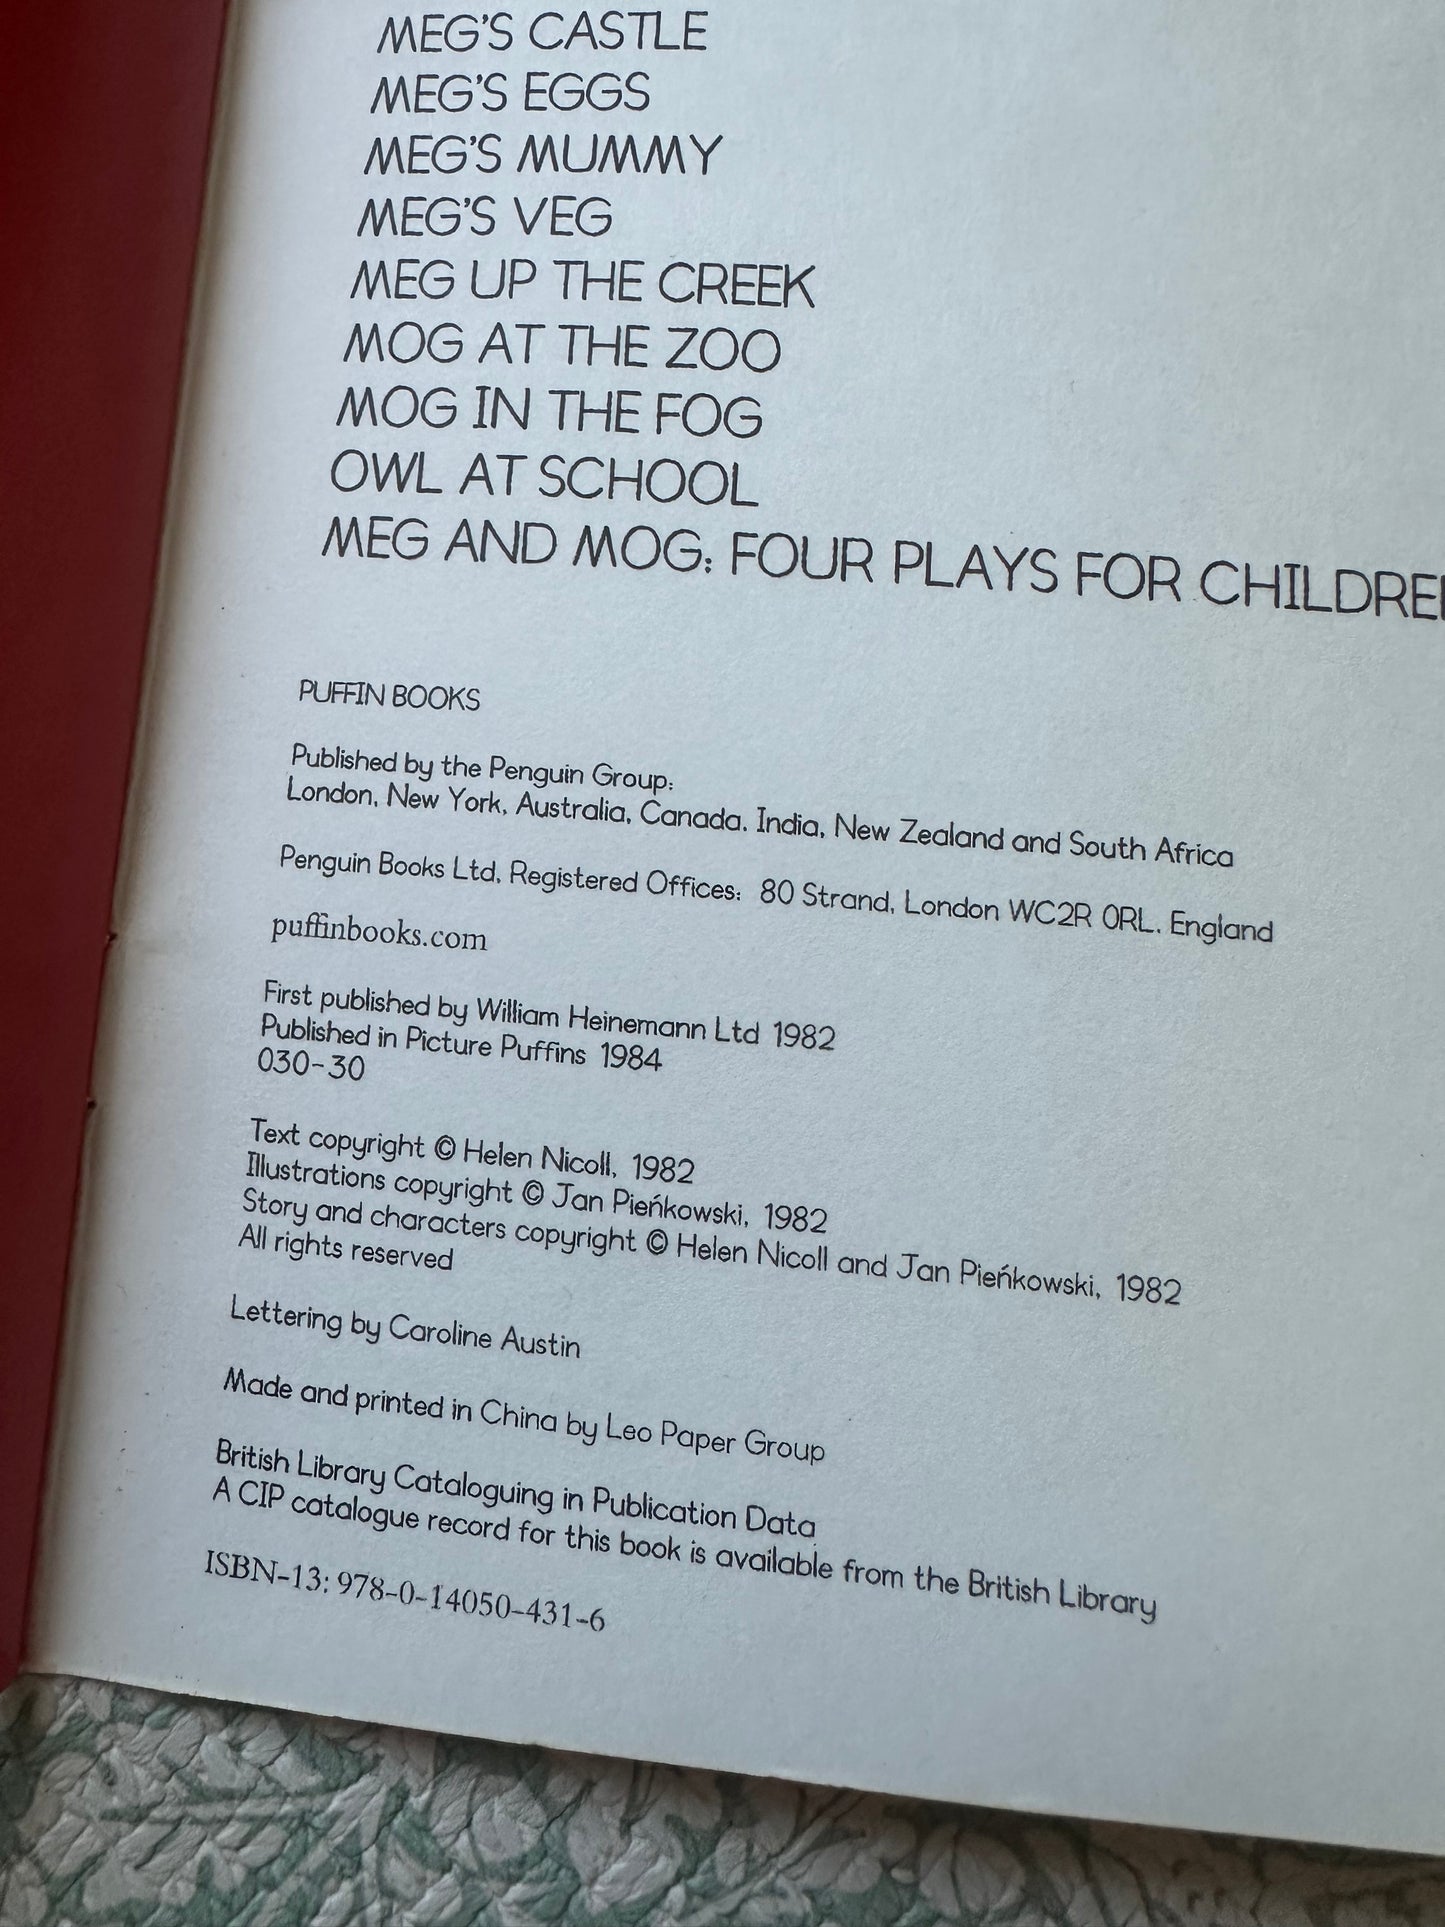 MEG'S CASTLE
MEG'S EGGS
MEG'S MUMMY
MEG'S VEG
MEG UP THE CREEK
MOG AT THE ZOO
MOG IN THE FOG
OWL AT SCHOOL
MEG AND MOG: FOUR PLAYS FOR CHILDREN
PUFFIN BOOKS
Published by the Penguin Group:
London, New York, Australia, Canada, India, New Zealand and South Africa
Penguin Books Ltd, Registered Offices: 80 Strand, London WC2R 0RL, England
puffinbooks.com
First published by William Heinemann Ltd 1982
Published in Picture Puffins 1984
030-30
Text copyright © Helen Nicoll, 1982
Illustrations copyright © Jan Pieńkowski, 1982
Story and characters copyright © Helen Nicoll and Jan Pieńkowski, 1982
All rights reserved
Lettering by Caroline Austin
Made and printed in China by Leo Paper Group
British Library Cataloguing in Publication Data
A CIP catalogue record for this book is available from the British Library
ISBN-13: 978-0-14050-431-6